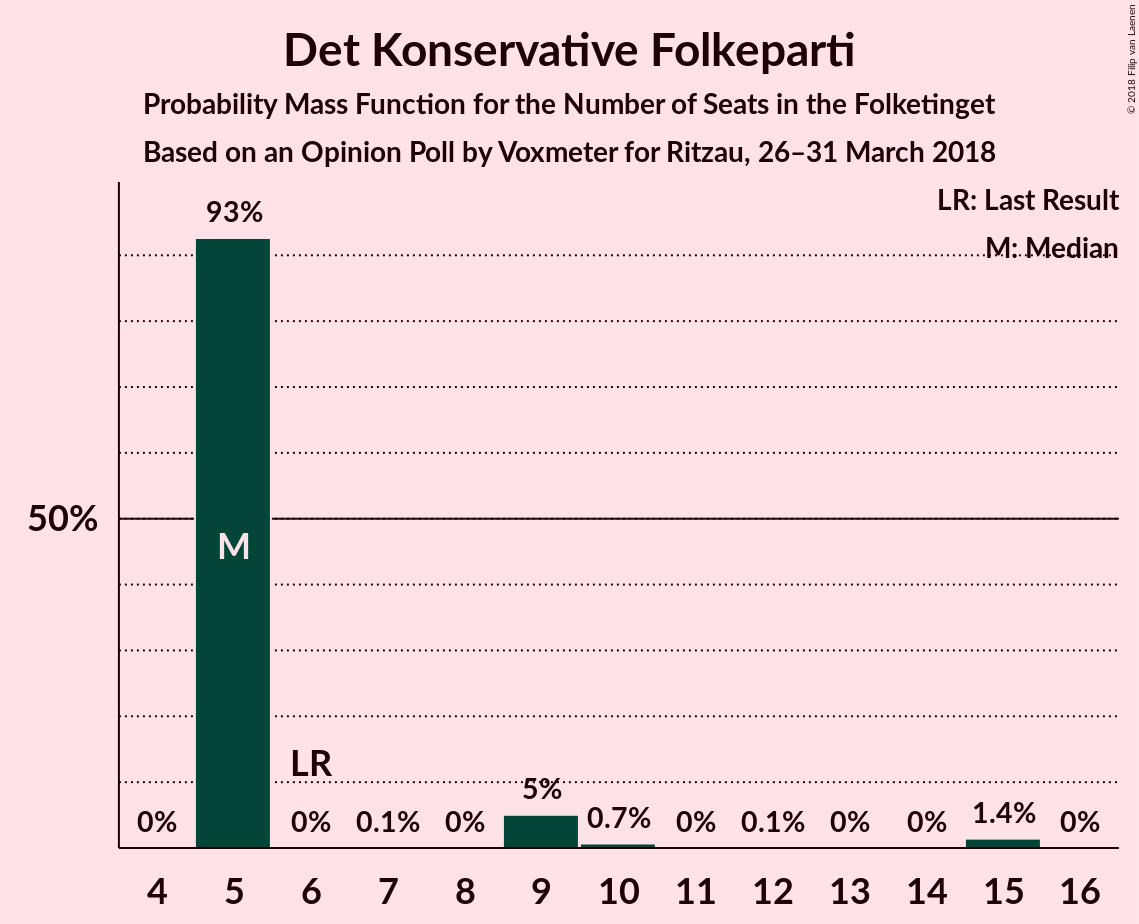 Det Konservative Folkeparti
Probability Mass Function for the Number of Seats in the Folketinget
Based on an Opinion Poll by Voxmeter for Ritzau, 26–31 March 2018
© 2018 Filip van Laenen
LR: Last Result
M: Median
93%
50%
M
LR
0% 0% 0.1% 0% 5% 0.7% 0% 0.1% 0% 0% 1.4% 0%
4 5 6 7 8 9 10 11 12 13 14 15 16